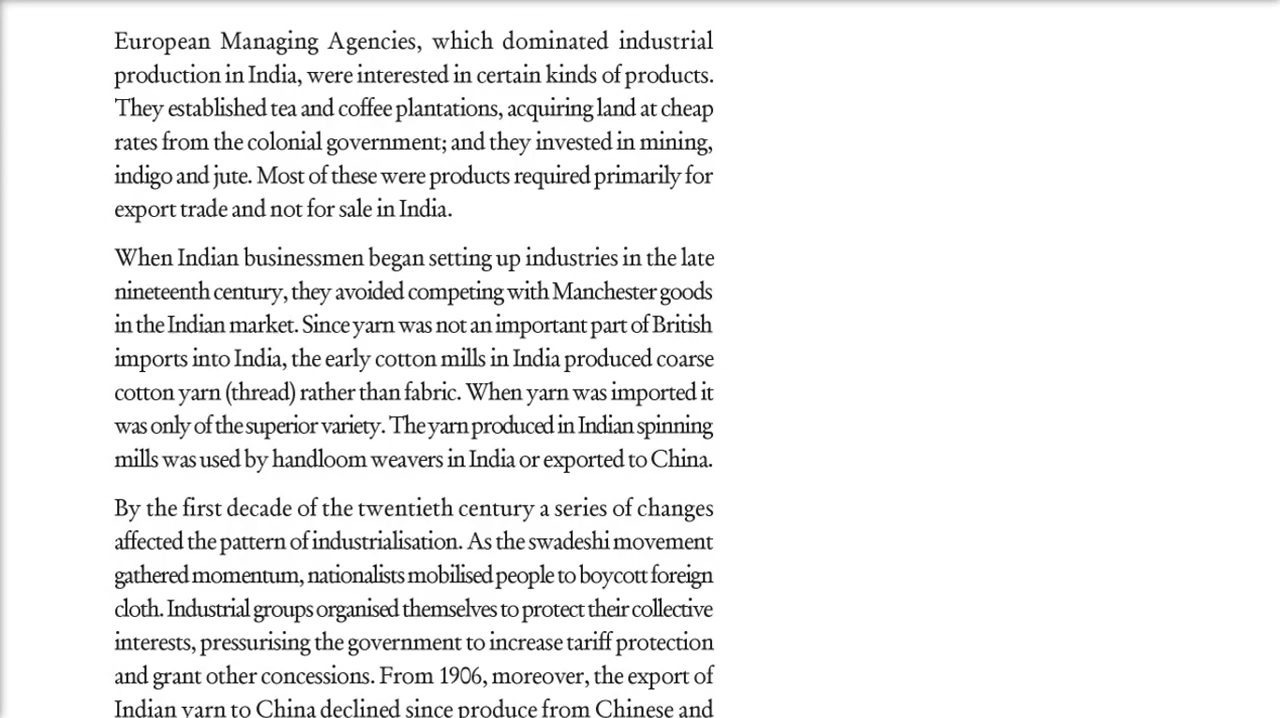 European Managing Agencies, which dominated industrial
production in India, were interested in certain kinds of products.
They established tea and coffee plantations, acquiring land at cheap
rates from the colonial government; and they invested in mining,
indigo and jute. Most of these were products required primarily for
export trade and not for sale in India.
When Indian businessmen began setting up industries in the late
nineteenth century, they avoided competing with Manchester goods
in the Indian market. Since yarn was not an important part of British
imports into India, the early cotton mills in India produced coarse
cotton yarn (thread) rather than fabric. When yarn was imported it
was only of the superior variety. The yarn produced in Indian spinning
mills was used by handloom weavers in India or exported to China.
By the first decade of the twentieth century a series of changes
affected the pattern of industrialisation. As the swadeshi movement
gathered momentum, nationalists mobilised people to boycott foreign
cloth. Industrial groups organised themselves to protect their collective
interests, pressurising the government to increase tariff protection
and grant other concessions. From 1906, moreover, the export of
Indian yarn to China declined since produce from Chinese and